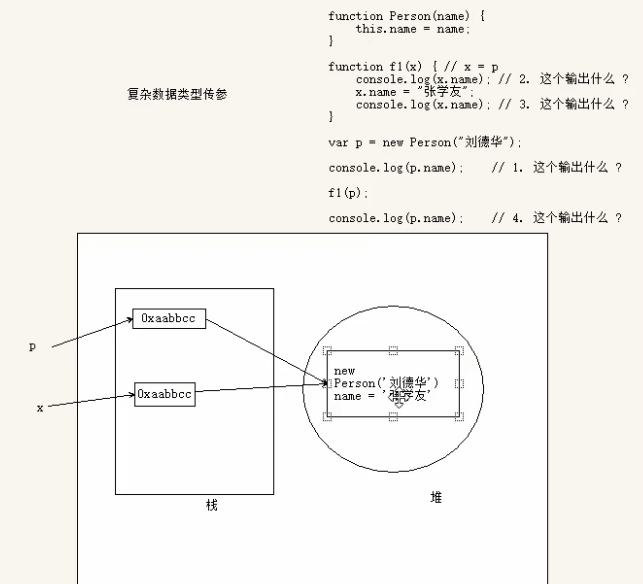 function Person(name) {
this.name = name;
}
function f1(x) { // x = p
console.log(x.name); // 2. 这个输出什么 ?
x.name = "张学友";
console.log(x.name); // 3. 这个输出什么 ?
}
复杂数据类型传参
var p = new Person("刘德华");
console.log(p.name); // 1. 这个输出什么 ?
f1(p);
console.log(p.name); // 4. 这个输出什么 ?
p
0xaabbcc
x
0xaabbcc
new
Person('刘德华')
name = '张学友'
栈
堆